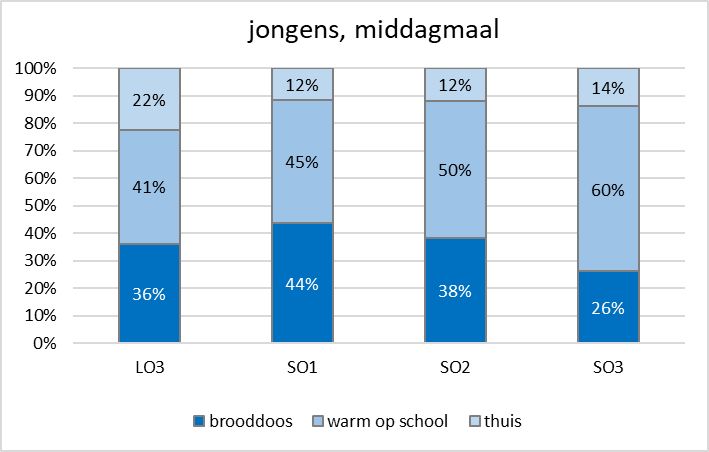 jongens, middagmaal
100%
90%
80%
70%
60%
50%
40%
30%
20%
10%
0%
22% 12% 12% 14%
41% 45% 50% 60%
36% 44% 38% 26%
LO3 SO1 SO2 SO3
brooddoos warm op school thuis